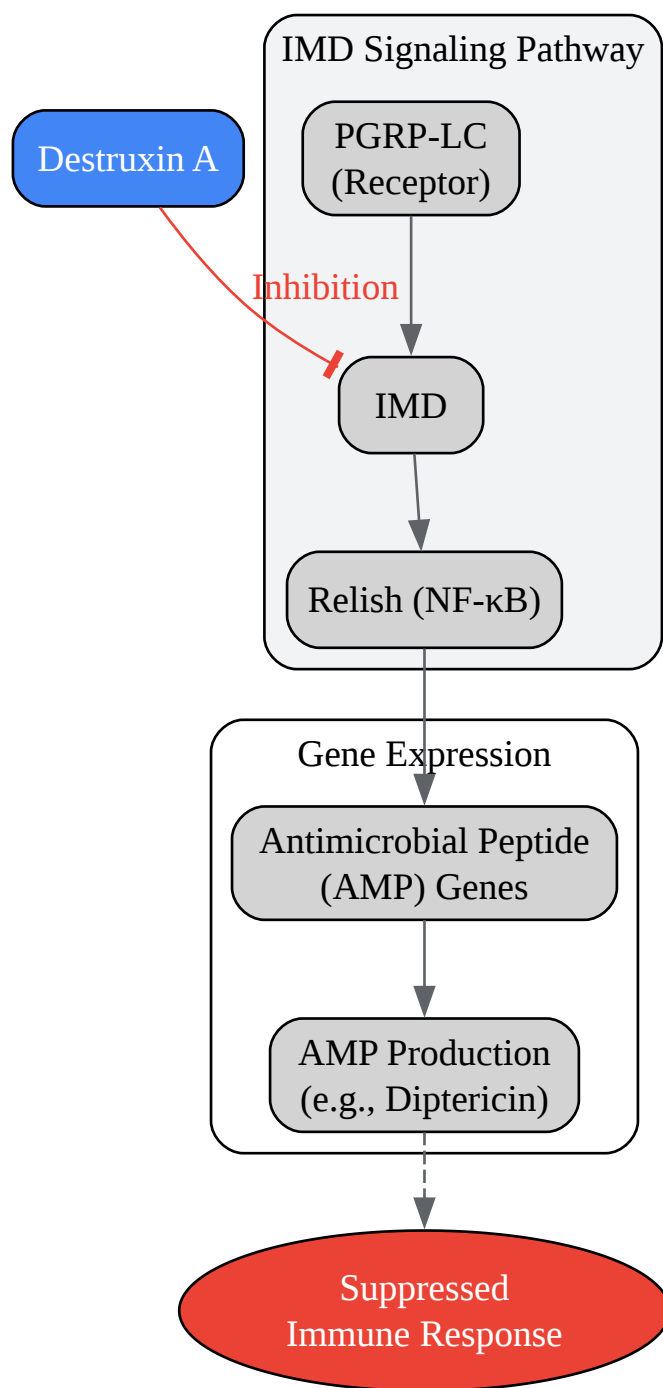 IMD Signaling Pathway
Destruxin A
PGRP-LC
(Receptor)
Inhibition
IMD
Relish (NF-κB)
Gene Expression
Antimicrobial Peptide
(AMP) Genes
AMP Production
(e.g., Diptericin)
Suppressed
Immune Response